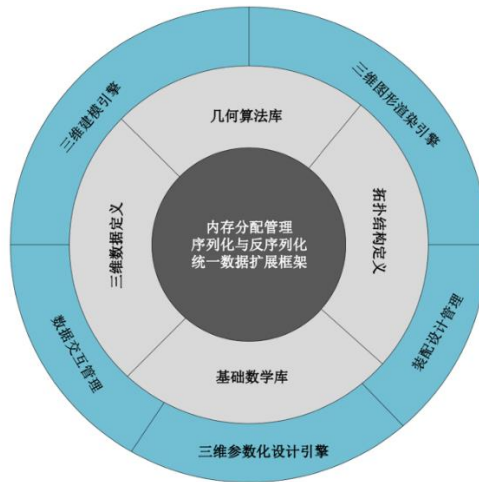 三维建模引擎
三维图形渲染引擎
几何算法库
三维数据定义
拓扑结构定义
内存分配管理
序列化与反序列化
统一数据扩展框架
基础数学库
数据交互管理
装配设计管理
三维参数化设计引擎